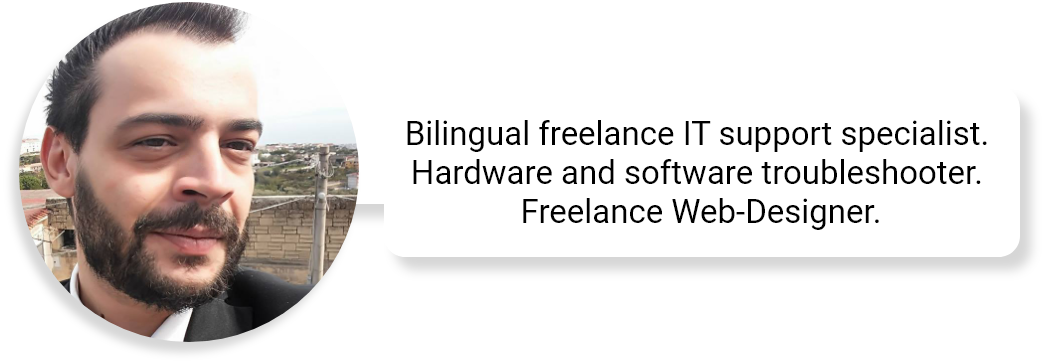 Bilingual freelance IT support specialist.
Hardware and software troubleshooter.
Freelance Web-Designer.